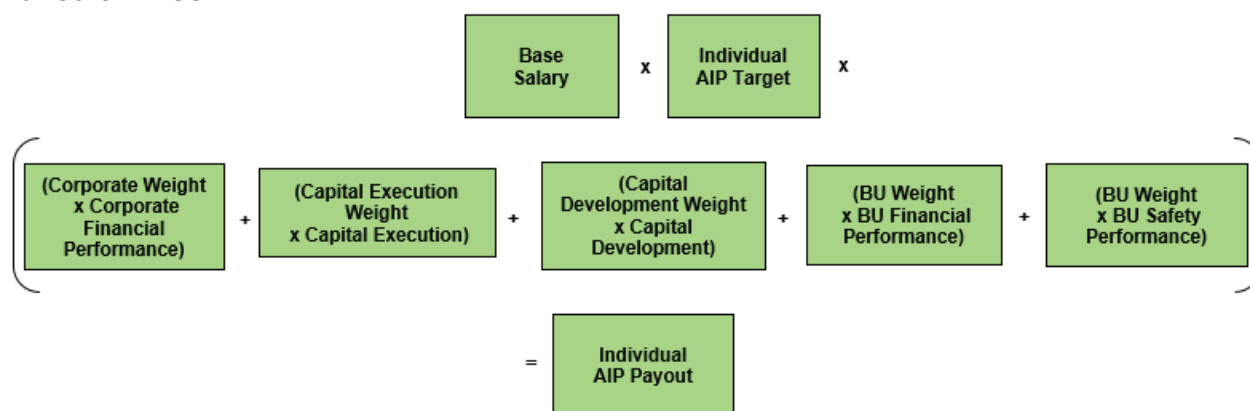 Base
Salary
x
Individual
AIP Target
x
(Corporate Weight
x Corporate
Financial
Performance)
+
(Capital Execution
Weight
x Capital Execution)
+
(Capital
Development Weight
x Capital
Development)
+
(BU Weight
x BU Financial
Performance)
+
(BU Weight
x BU Safety
Performance)
=
Individual
AIP Payout